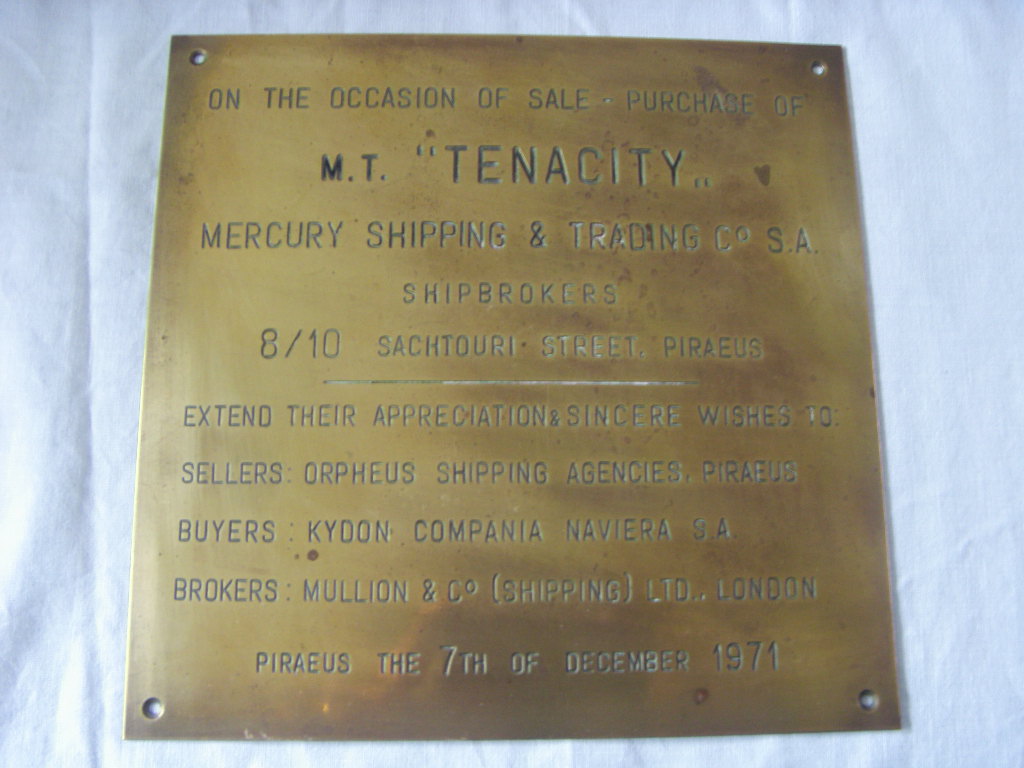 ON THE OCCASION OF SALE - PURCHASE OF
M.T. "TENACITY„
MERCURY SHIPPING & TRADING Cº S.A.
SHIPBROKERS
8/10 SACHTOURI STREET, PIRAEUS
EXTEND THEIR APPRECIATION & SINCERE WISHES TO:
SELLERS: ORPHEUS SHIPPING AGENCIES, PIRAEUS
BUYERS : KYDON COMPANIA NAVIERA S.A.
BROKERS: MULLION & Cº (SHIPPING) LTD., LONDON
PIRAEUS THE 7TH OF DECEMBER 1971